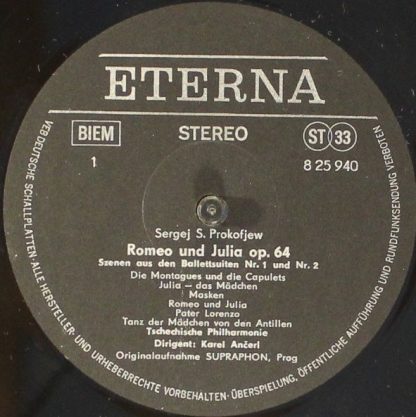 ETERNA
BIEM
STEREO
ST 33
1
8 25 940
Sergej S. Prokofjew
Romeo und Julia op. 64
Szenen aus den Ballettsuiten Nr. 1 und Nr. 2
Die Montagues und die Capulets
Julia – das Mädchen
Masken
Romeo und Julia
Pater Lorenzo
Tanz der Mädchen von den Antillen
Tschechische Philharmonie
Dirigent: Karel Ančerl
Originalaufnahme SUPRAPHON, Prag
VEB DEUTSCHE SCHALLPLATTEN · ALLE HERSTELLER- UND URHEBERRECHTE VORBEHALTEN · ÜBERSPIELUNG, ÖFFENTLICHE AUFFÜHRUNG UND RUNDFUNKSENDUNG VERBOTEN